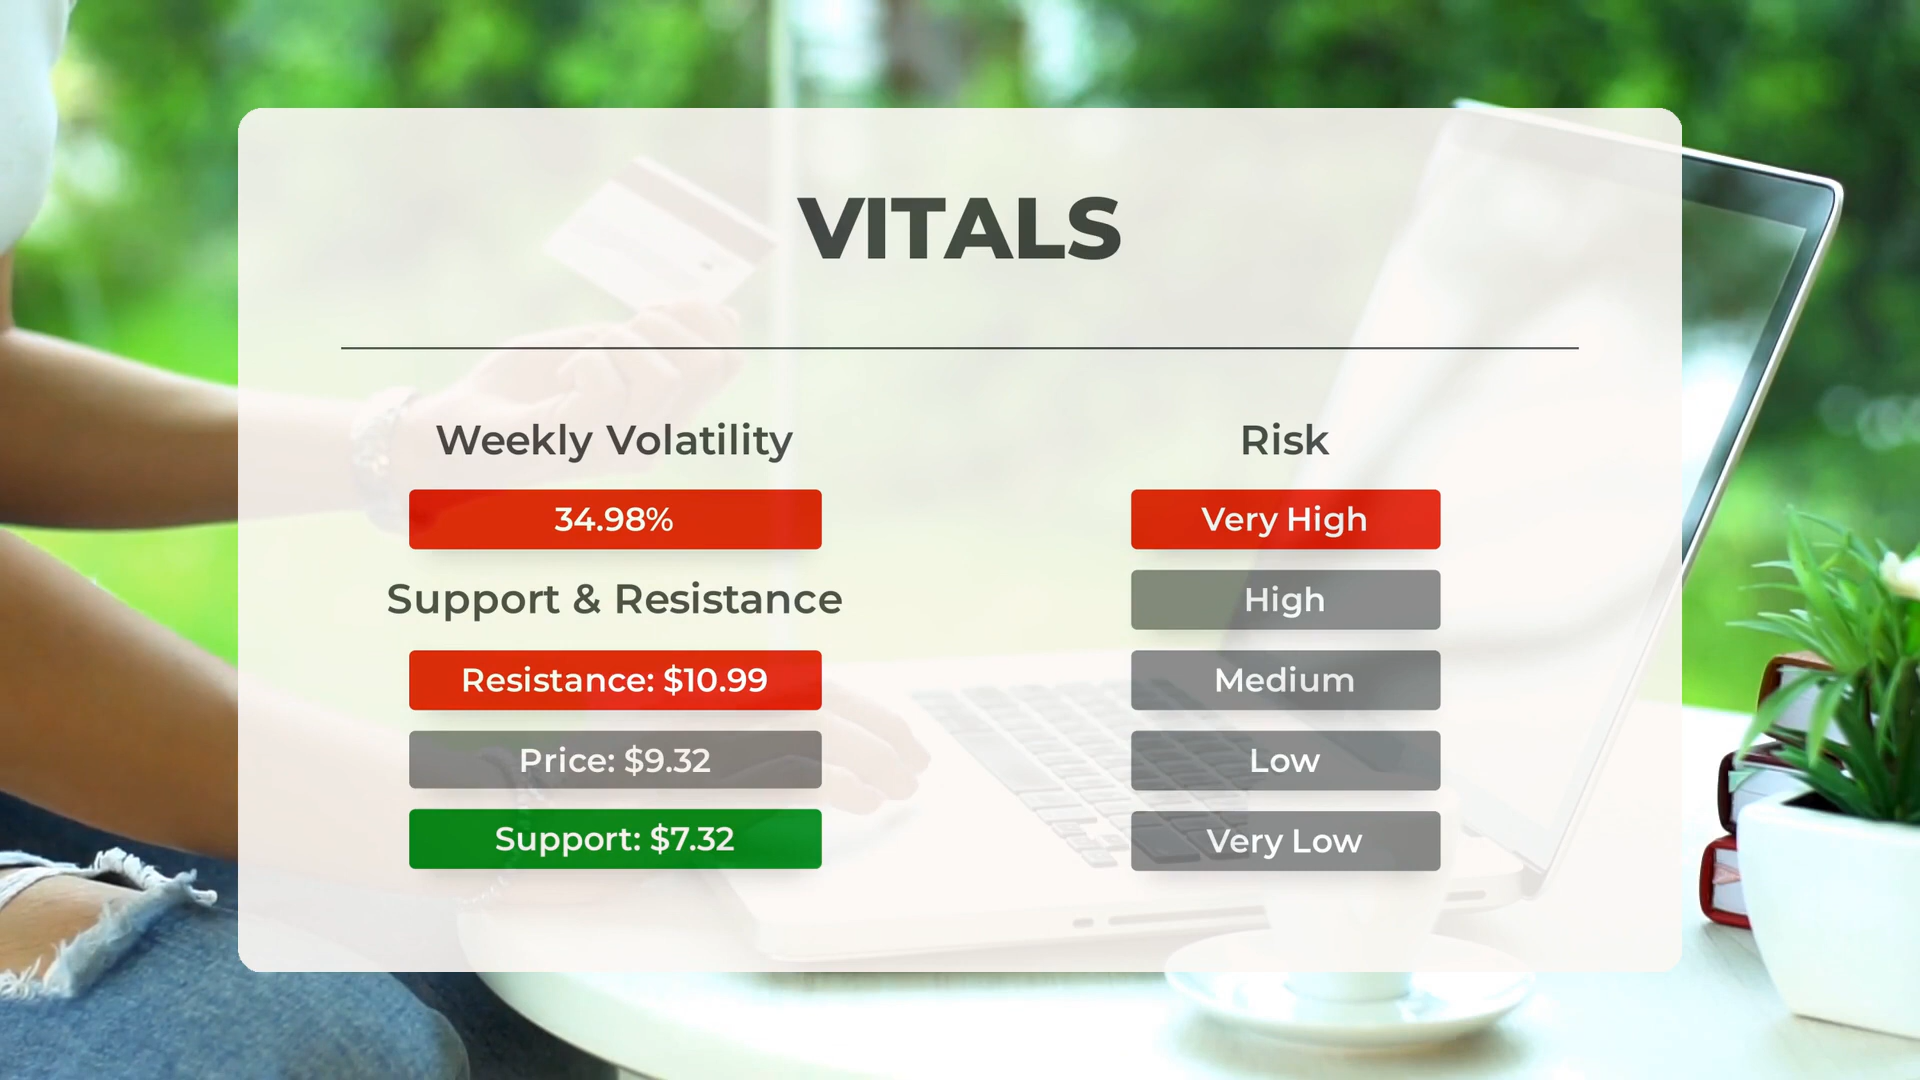 VITALS
Weekly Volatility
34.98%
Support & Resistance
Resistance: $10.99
Price: $9.32
Support: $7.32
Risk
Very High
High
Medium
Low
Very Low